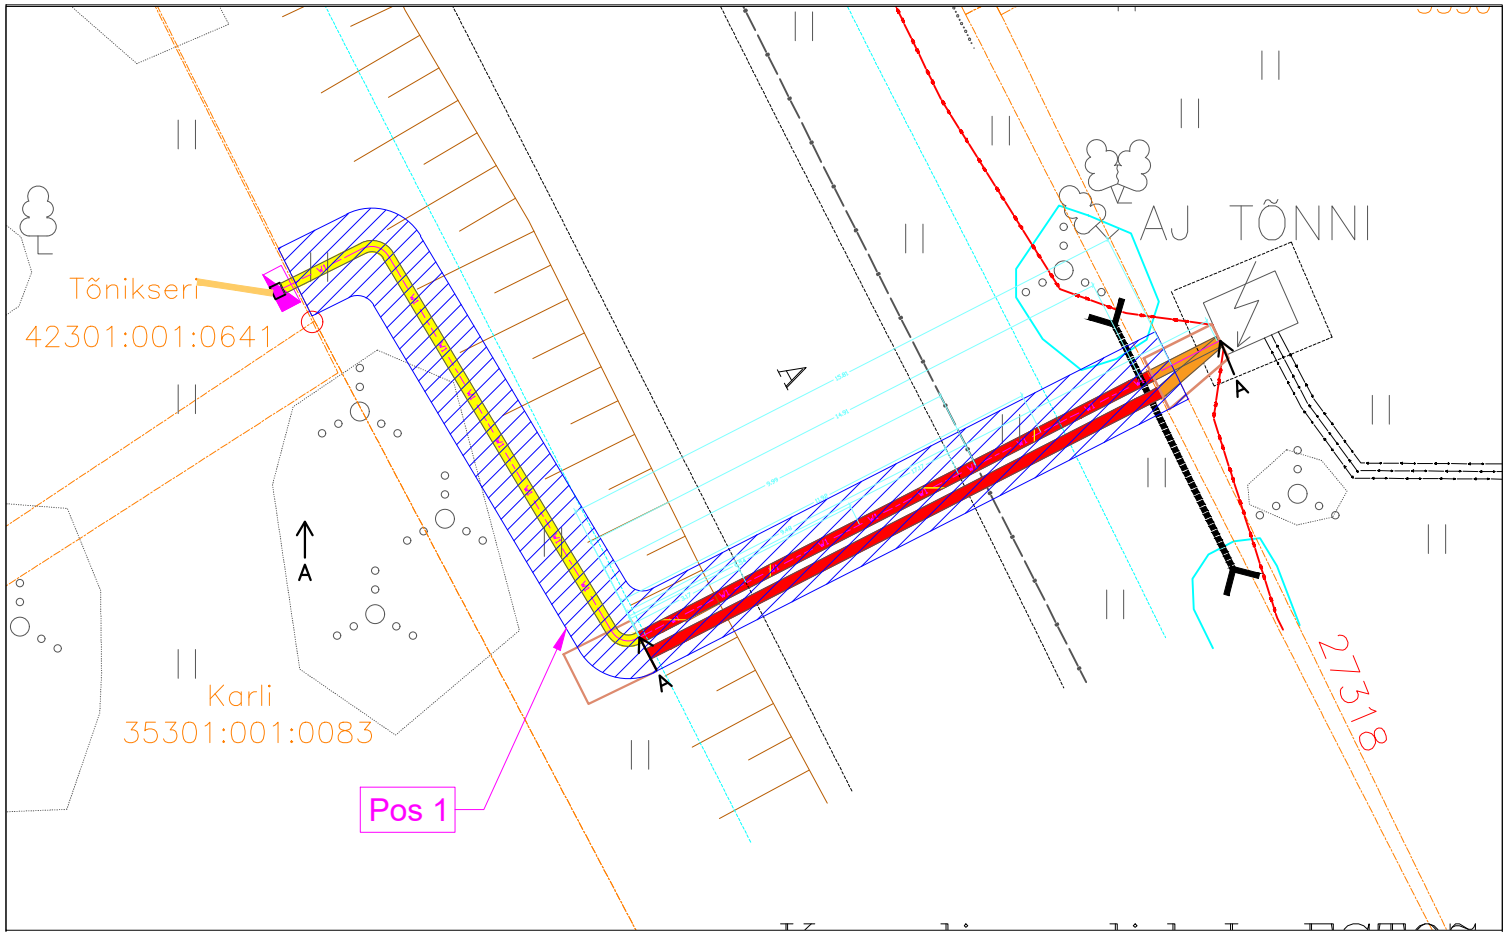 AJ TÕNNI
Tõnikseri
42301:001:0641
A
A
A
A
27318
Karli
35301:001:0083
Pos 1